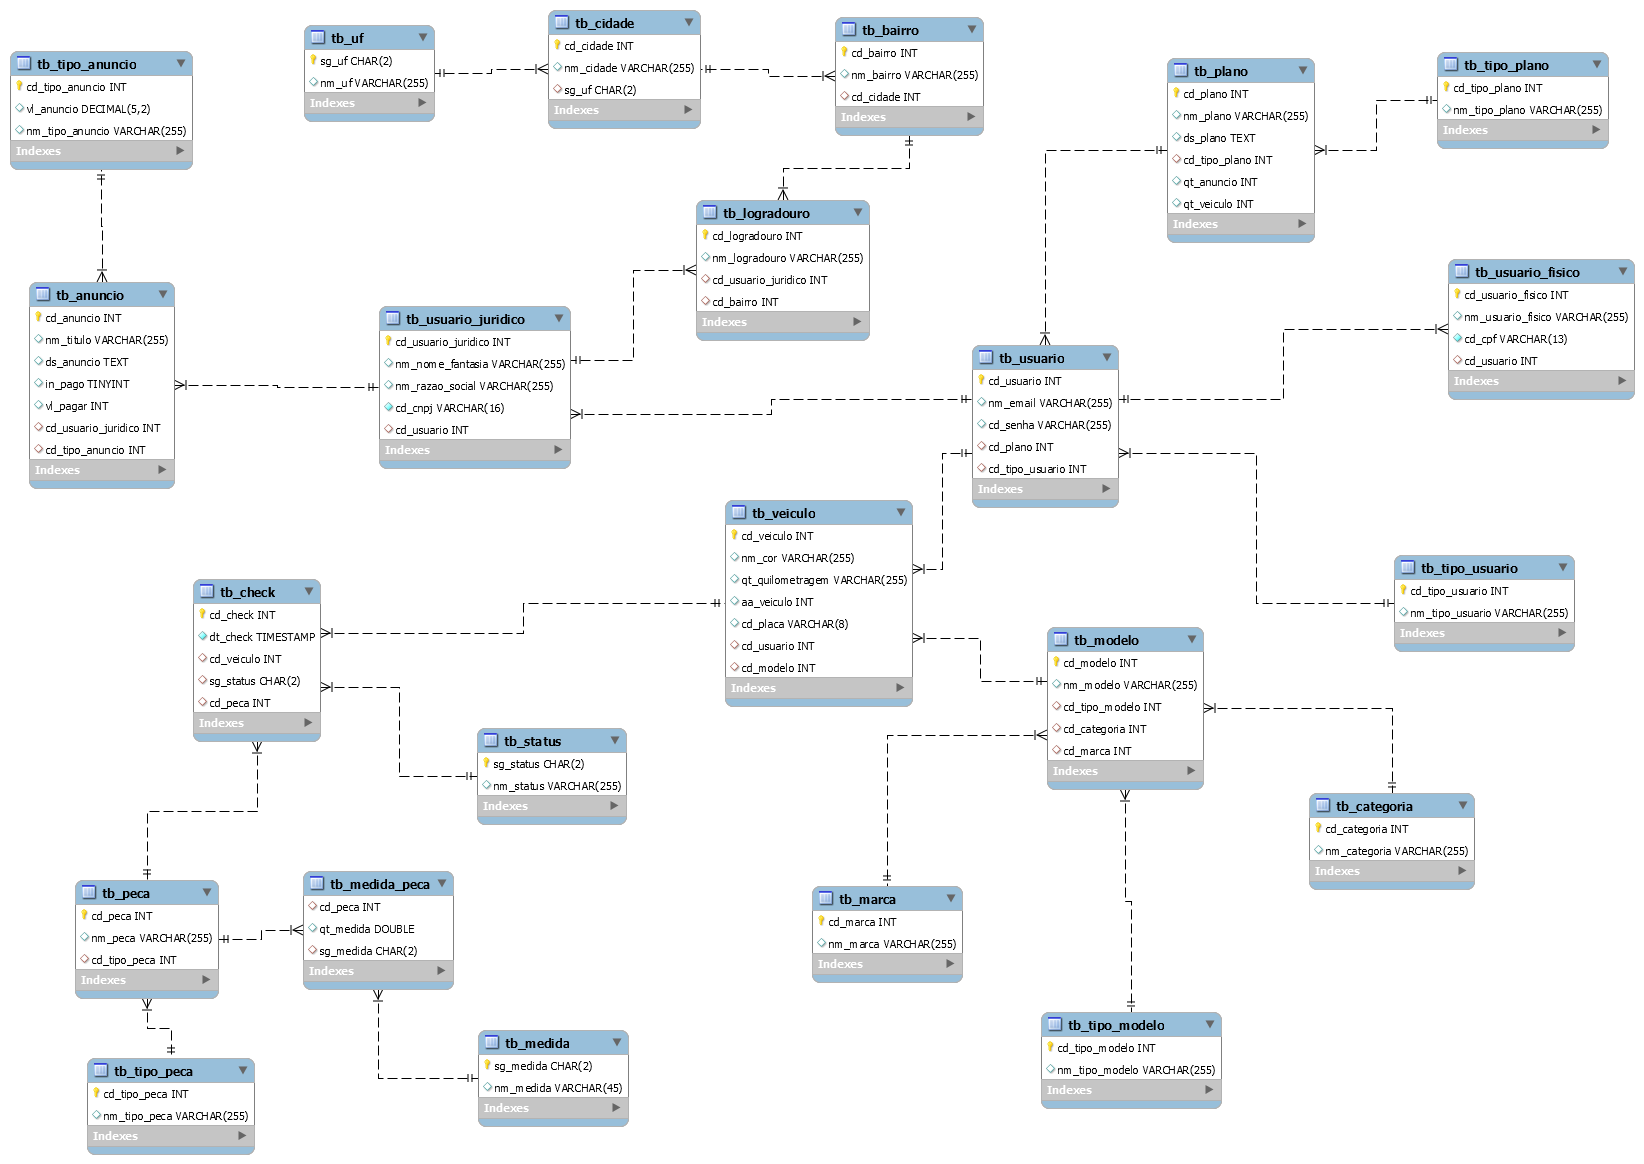 tb_tipo_anuncio
cd_tipo_anuncio INT
vl_anuncio DECIMAL(5,2)
nm_tipo_anuncio VARCHAR(255)
Indexes
tb_uf
sg_uf CHAR(2)
nm_uf VARCHAR(255)
Indexes
tb_cidade
cd_cidade INT
nm_cidade VARCHAR(255)
sg_uf CHAR(2)
Indexes
tb_bairro
cd_bairro INT
nm_bairro VARCHAR(255)
cd_cidade INT
Indexes
tb_plano
cd_plano INT
nm_plano VARCHAR(255)
ds_plano TEXT
cd_tipo_plano INT
qt_anuncio INT
qt_veiculo INT
Indexes
tb_tipo_plano
cd_tipo_plano INT
nm_tipo_plano VARCHAR(255)
Indexes
tb_logradouro
cd_logradouro INT
nm_logradouro VARCHAR(255)
cd_usuario_juridico INT
cd_bairro INT
Indexes
tb_anuncio
cd_anuncio INT
nm_titulo VARCHAR(255)
ds_anuncio TEXT
in_pago TINYINT
vl_pagar INT
cd_usuario_juridico INT
cd_tipo_anuncio INT
Indexes
tb_usuario_juridico
cd_usuario_juridico INT
nm_nome_fantasia VARCHAR(255)
nm_razao_social VARCHAR(255)
cd_cnpj VARCHAR(16)
cd_usuario INT
Indexes
tb_usuario
cd_usuario INT
nm_email VARCHAR(255)
cd_senha VARCHAR(255)
cd_plano INT
cd_tipo_usuario INT
Indexes
tb_usuario_fisico
cd_usuario_fisico INT
nm_usuario_fisico VARCHAR(255)
cd_cpf VARCHAR(13)
cd_usuario INT
Indexes
tb_veiculo
cd_veiculo INT
nm_cor VARCHAR(255)
qt_quilometragem VARCHAR(255)
aa_veiculo INT
cd_placa VARCHAR(8)
cd_usuario INT
cd_modelo INT
Indexes
tb_tipo_usuario
cd_tipo_usuario INT
nm_tipo_usuario VARCHAR(255)
Indexes
tb_check
cd_check INT
dt_check TIMESTAMP
cd_veiculo INT
sg_status CHAR(2)
cd_peca INT
Indexes
tb_modelo
cd_modelo INT
nm_modelo VARCHAR(255)
cd_tipo_modelo INT
cd_categoria INT
cd_marca INT
Indexes
tb_status
sg_status CHAR(2)
nm_status VARCHAR(255)
Indexes
tb_categoria
cd_categoria INT
nm_categoria VARCHAR(255)
Indexes
tb_peca
cd_peca INT
nm_peca VARCHAR(255)
cd_tipo_peca INT
Indexes
tb_medida_peca
cd_peca INT
qt_medida DOUBLE
sg_medida CHAR(2)
Indexes
tb_marca
cd_marca INT
nm_marca VARCHAR(255)
Indexes
tb_tipo_modelo
cd_tipo_modelo INT
nm_tipo_modelo VARCHAR(255)
Indexes
tb_medida
sg_medida CHAR(2)
nm_medida VARCHAR(45)
Indexes
tb_tipo_peca
cd_tipo_peca INT
nm_tipo_peca VARCHAR(255)
Indexes